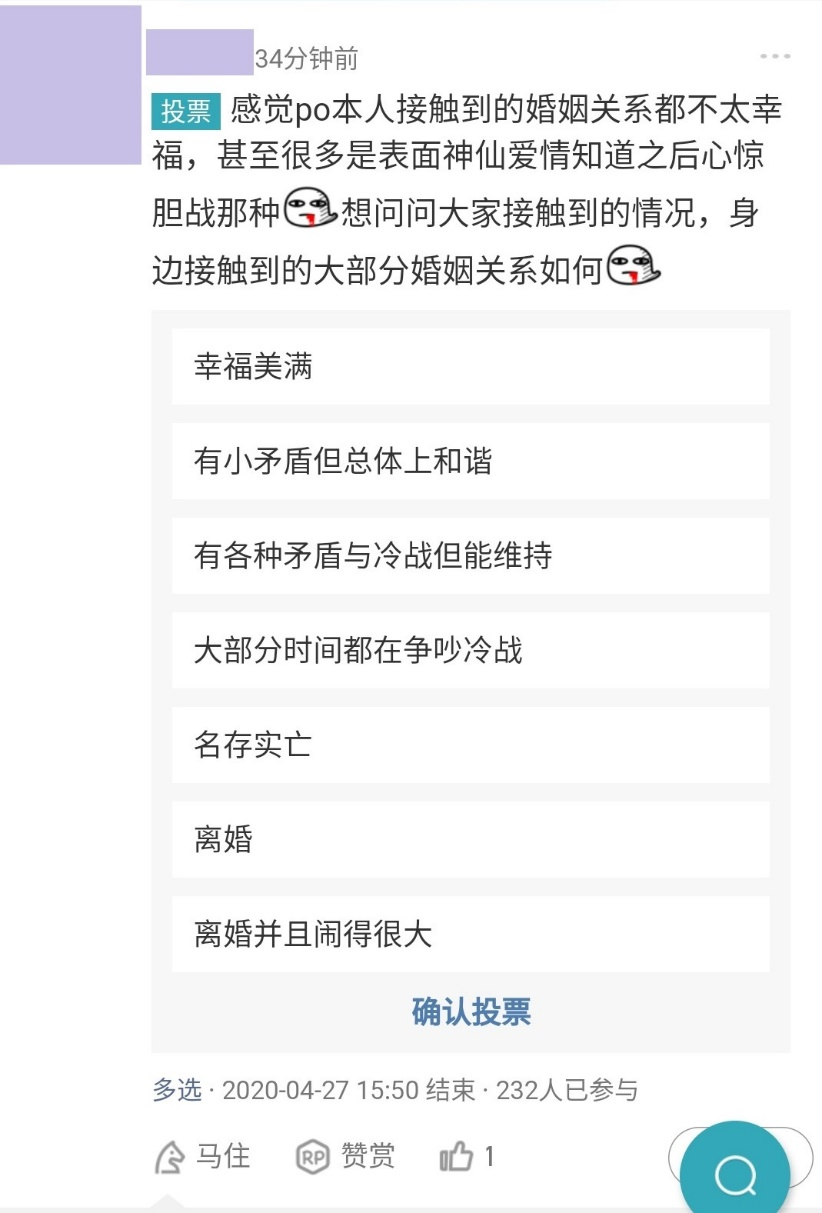 34分钟前
投票 感觉po本人接触到的婚姻关系都不太幸
福，甚至很多是表面神仙爱情知道之后心惊
胆战那种想问问大家接触到的情况，身
边接触到的大部分婚姻关系如何
幸福美满
有小矛盾但总体上和谐
有各种矛盾与冷战但能维持
大部分时间都在争吵冷战
名存实亡
离婚
离婚并且闹得很大
确认投票
多选 · 2020-04-27 15:50 结束 · 232人已参与
马住 RP 赞赏 1